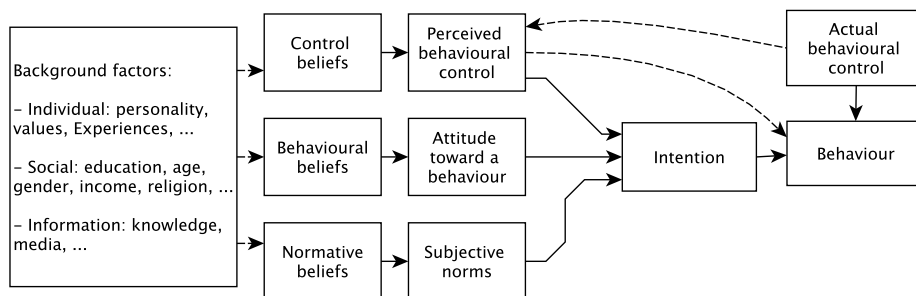 Background factors:
– Individual: personality,
values, Experiences, ...
– Social: education, age,
gender, income, religion, ...
– Information: knowledge,
media, ...
Control
beliefs
Behavioural
beliefs
Normative
beliefs
Perceived
behavioural
control
Attitude
toward a
behaviour
Subjective
norms
Intention
Actual
behavioural
control
Behaviour